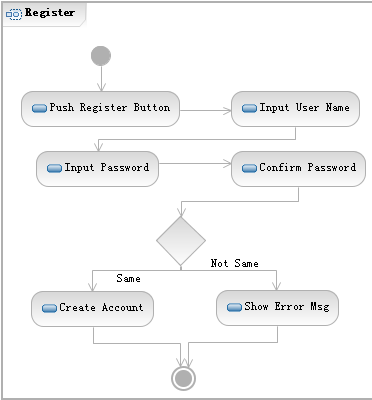 Register
Push Register Button
Input User Name
Input Password
Confirm Password
Not Same
Same
Create Account
Show Error Msg